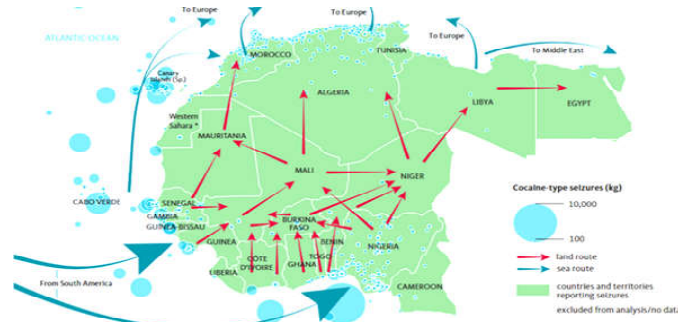 To Europe
To Europe
To Europe
To Middle East
ATLANTIC-OCEAN
MOROCCO
TUNISIA
Canary
Islands (Sp.)
ALGERIA
LIBYA
EGYPT
Western
Sahara *
MAURITANIA
MALI
NIGER
CABO VERDE
SENEGAL
GAMBIA
GUINEA-BISSAU
GUINEA
BURKINA
FASO
BENIN
TOGO
NIGERIA
CÔTE
D'IVOIRE
GHANA
LIBERIA
CAMEROON
From South America
Cocaine-type seizures (kg)
10,000
100
land route
sea route
countries and territories
reporting seizures
excluded from analysis/no data